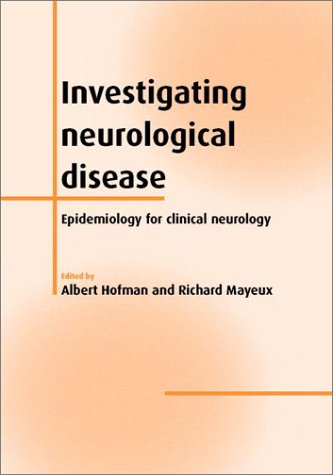 Investigating
neurological
disease
Epidemiology for clinical neurology
Edited by
Albert Hofman and Richard Mayeux